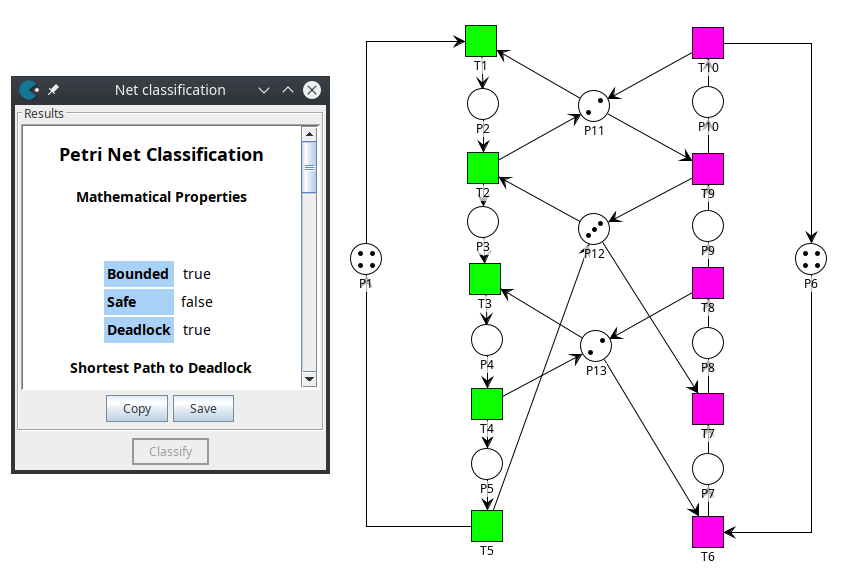 Net classification
Results
Petri Net Classification
Mathematical Properties
Bounded true
Safe false
Deadlock true
Shortest Path to Deadlock
Copy Save
Classify
T1
P2
T2
P3
T3
P4
T4
P5
T5
P1
P11
P12
P13
T10
P10
T9
P9
T8
P8
T7
P7
T6
P6